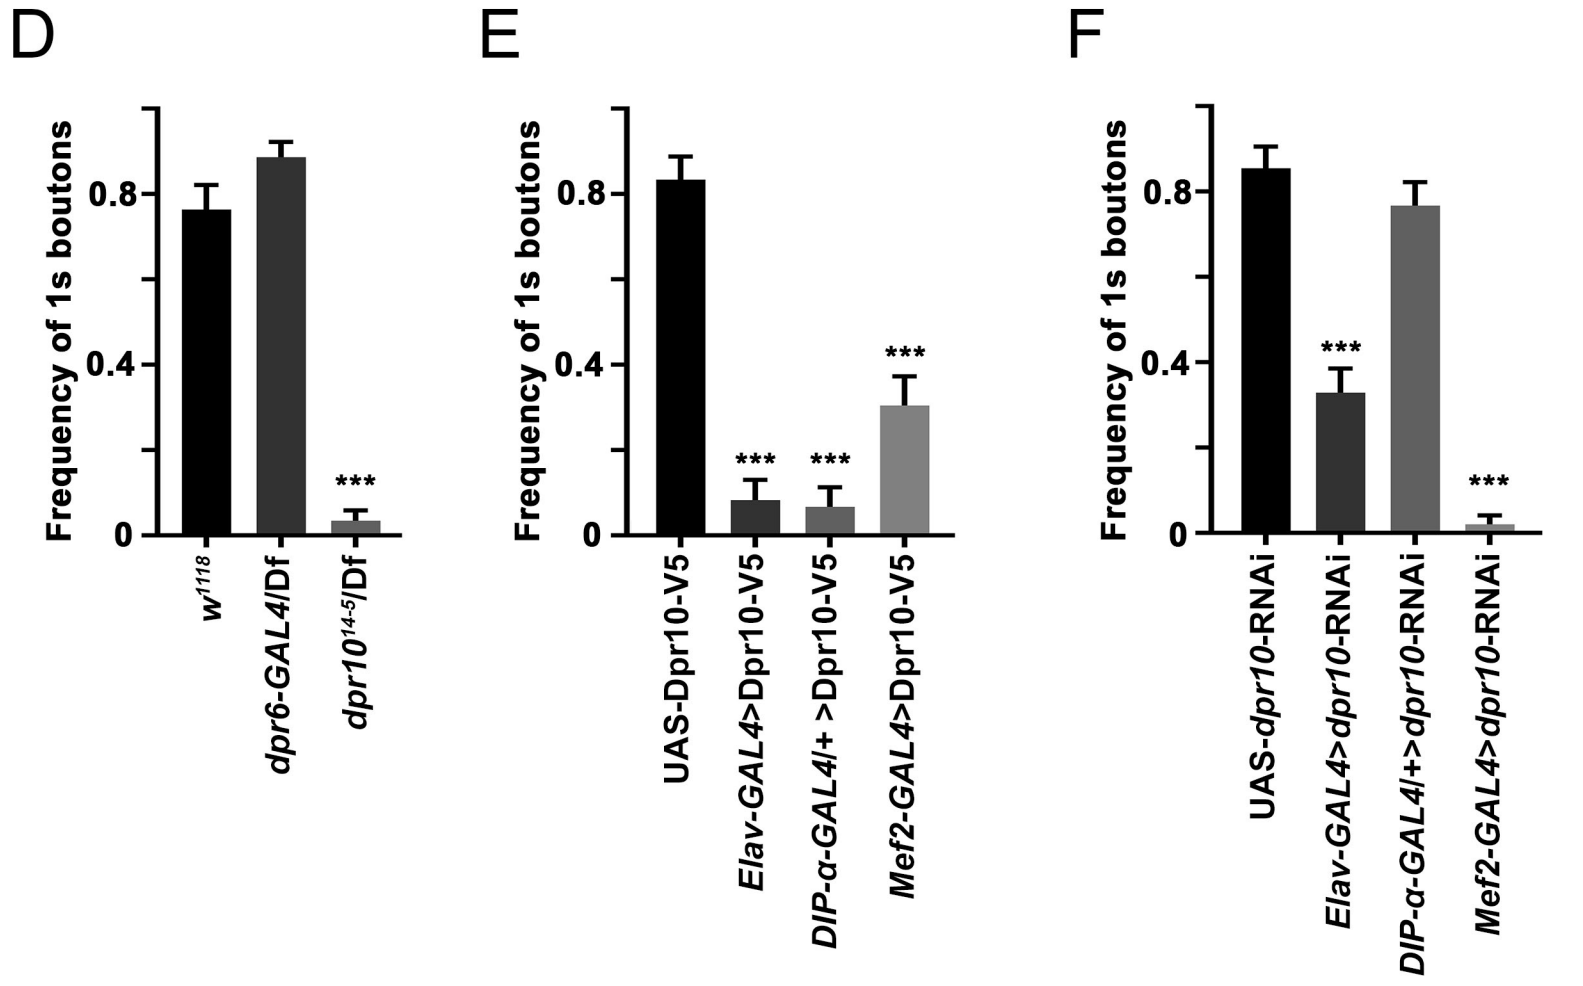 D
Frequency of 1s boutons
0.8
0.4
0
***
w1118
dpr6-GAL4/Df
dpr1014-5/Df
E
Frequency of 1s boutons
0.8
0.4
0
***
***
***
UAS-Dpr10-V5
Elav-GAL4>Dpr10-V5
DIP-α-GAL4/+ >Dpr10-V5
Mef2-GAL4>Dpr10-V5
F
Frequency of 1s boutons
0.8
0.4
0
***
***
UAS-dpr10-RNAi
Elav-GAL4>dpr10-RNAi
DIP-α-GAL4/+>dpr10-RNAi
Mef2-GAL4>dpr10-RNAi